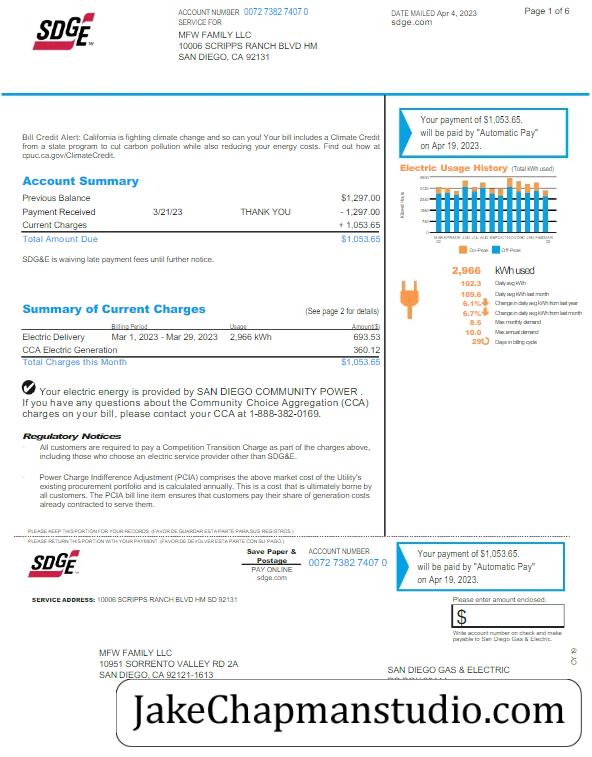 SDGE
TM
ACCOUNT NUMBER 0072 7382 7407 0
SERVICE FOR
MFW FAMILY LLC
10006 SCRIPPS RANCH BLVD HM
SAN DIEGO, CA 92131
DATE MAILED Apr 4, 2023
sdge.com
Page 1 of 6
Bill Credit Alert: California is fighting climate change and so can you! Your bill includes a Climate Credit
from a state program to cut carbon pollution while also reducing your energy costs. Find out how at
cpuc.ca.gov/ClimateCredit.
Account Summary
Previous Balance $1,297.00
Payment Received 3/21/23 THANK YOU - 1,297.00
Current Charges + 1,053.65
Total Amount Due $1,053.65
SDG&E is waiving late payment fees until further notice.
Summary of Current Charges (See page 2 for details)
Billing Period Usage Amount($)
Electric Delivery Mar 1, 2023 - Mar 29, 2023 2,966 kWh 693.53
CCA Electric Generation 360.12
Total Charges this Month $1,053.65
Your electric energy is provided by SAN DIEGO COMMUNITY POWER .
If you have any questions about the Community Choice Aggregation (CCA)
charges on your bill, please contact your CCA at 1-888-382-0169.
Regulatory Notices
All customers are required to pay a Competition Transition Charge as part of the charges above,
including those who choose an electric service provider other than SDG&E.
Power Charge Indifference Adjustment (PCIA) comprises the above market cost of the Utility's
existing procurement portfolio and is calculated annually. This is a cost that is ultimately borne by
all customers. The PCIA bill line item ensures that customers pay their share of generation costs
already contracted to serve them.
Your payment of $1,053.65.
will be paid by "Automatic Pay"
on Apr 19, 2023.
Electric Usage History (Total kWh used)
Kilowatt Hours
On-Peak Off-Peak
2,966 kWh used
102.3 Daily avg kWh
109.6 Daily avg kWh last month
6.1% Change in daily avg kWh from last year
6.7% Change in daily avg kWh from last month
8.5 Max monthly demand
10.0 Max annual demand
29 Days in billing cycle
PLEASE KEEP THIS PORTION FOR YOUR RECORDS. (FAVOR DE GUARDAR ESTA PARTE PARA SUS REGISTROS.)
PLEASE RETURN THIS PORTION WITH YOUR PAYMENT. (FAVOR DE DEVOLVER ESTA PARTE CON SU PAGO.)
SDGE
TM
Save Paper &
Postage
PAY ONLINE
sdge.com
ACCOUNT NUMBER
0072 7382 7407 0
Your payment of $1,053.65.
will be paid by "Automatic Pay"
on Apr 19, 2023.
SERVICE ADDRESS: 10006 SCRIPPS RANCH BLVD HM SD 92131
Please enter amount enclosed.
$
Write account number on check and make
payable to San Diego Gas & Electric.
CY 19
MFW FAMILY LLC
10951 SORRENTO VALLEY RD 2A
SAN DIEGO, CA 92121-1613
SAN DIEGO GAS & ELECTRIC
JakeChapmanstudio.com